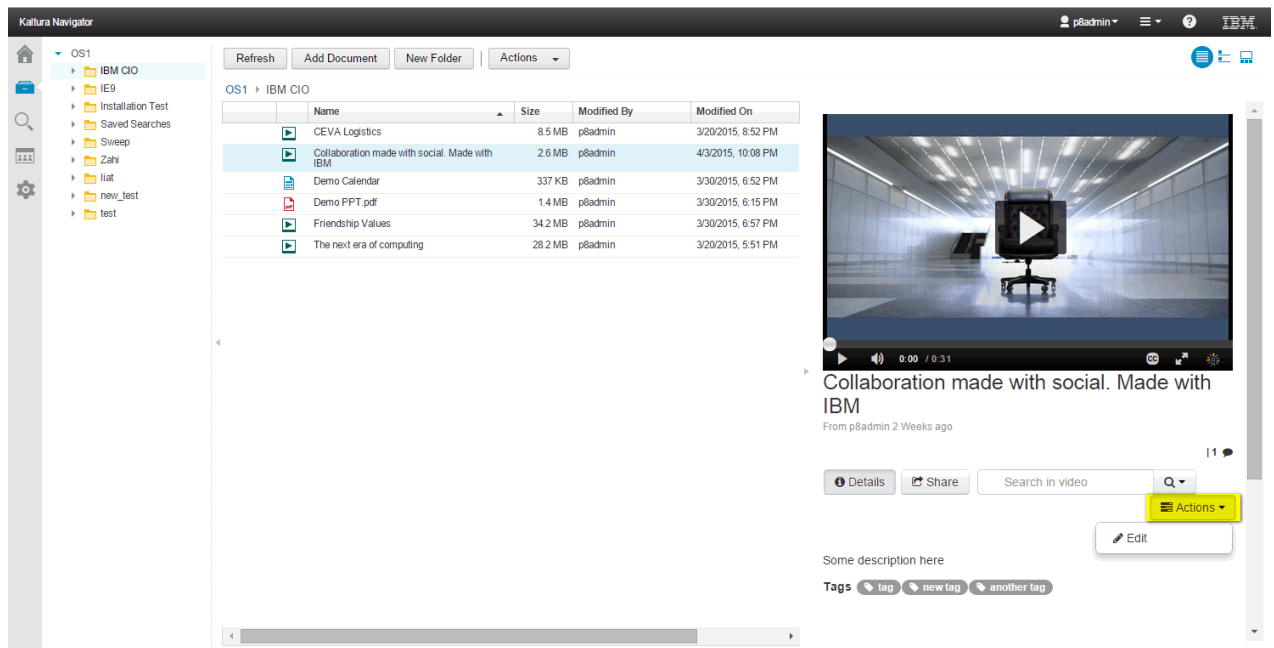 Kaltura Navigator
p8admin
?
IBM
OS1
IBM CIO
IE9
Installation Test
Saved Searches
Sweep
Zahi
liat
new_test
test
Refresh
Add Document
New Folder
Actions
OS1 IBM CIO
Name Size Modified By Modified On
CEVA Logistics 8.5 MB p8admin 3/20/2015, 8:52 PM
Collaboration made with social. Made with
IBM 2.6 MB p8admin 4/3/2015, 10:08 PM
Demo Calendar 337 KB p8admin 3/30/2015, 6:52 PM
Demo PPT.pdf 1.4 MB p8admin 3/30/2015, 6:15 PM
Friendship Values 34.2 MB p8admin 3/30/2015, 6:57 PM
The next era of computing 28.2 MB p8admin 3/20/2015, 5:51 PM
0:00 / 0:31
CC
Collaboration made with social. Made with
IBM
From p8admin 2 Weeks ago
| 1
Details Share Search in video
Actions
Edit
Some description here
Tags tag new tag another tag